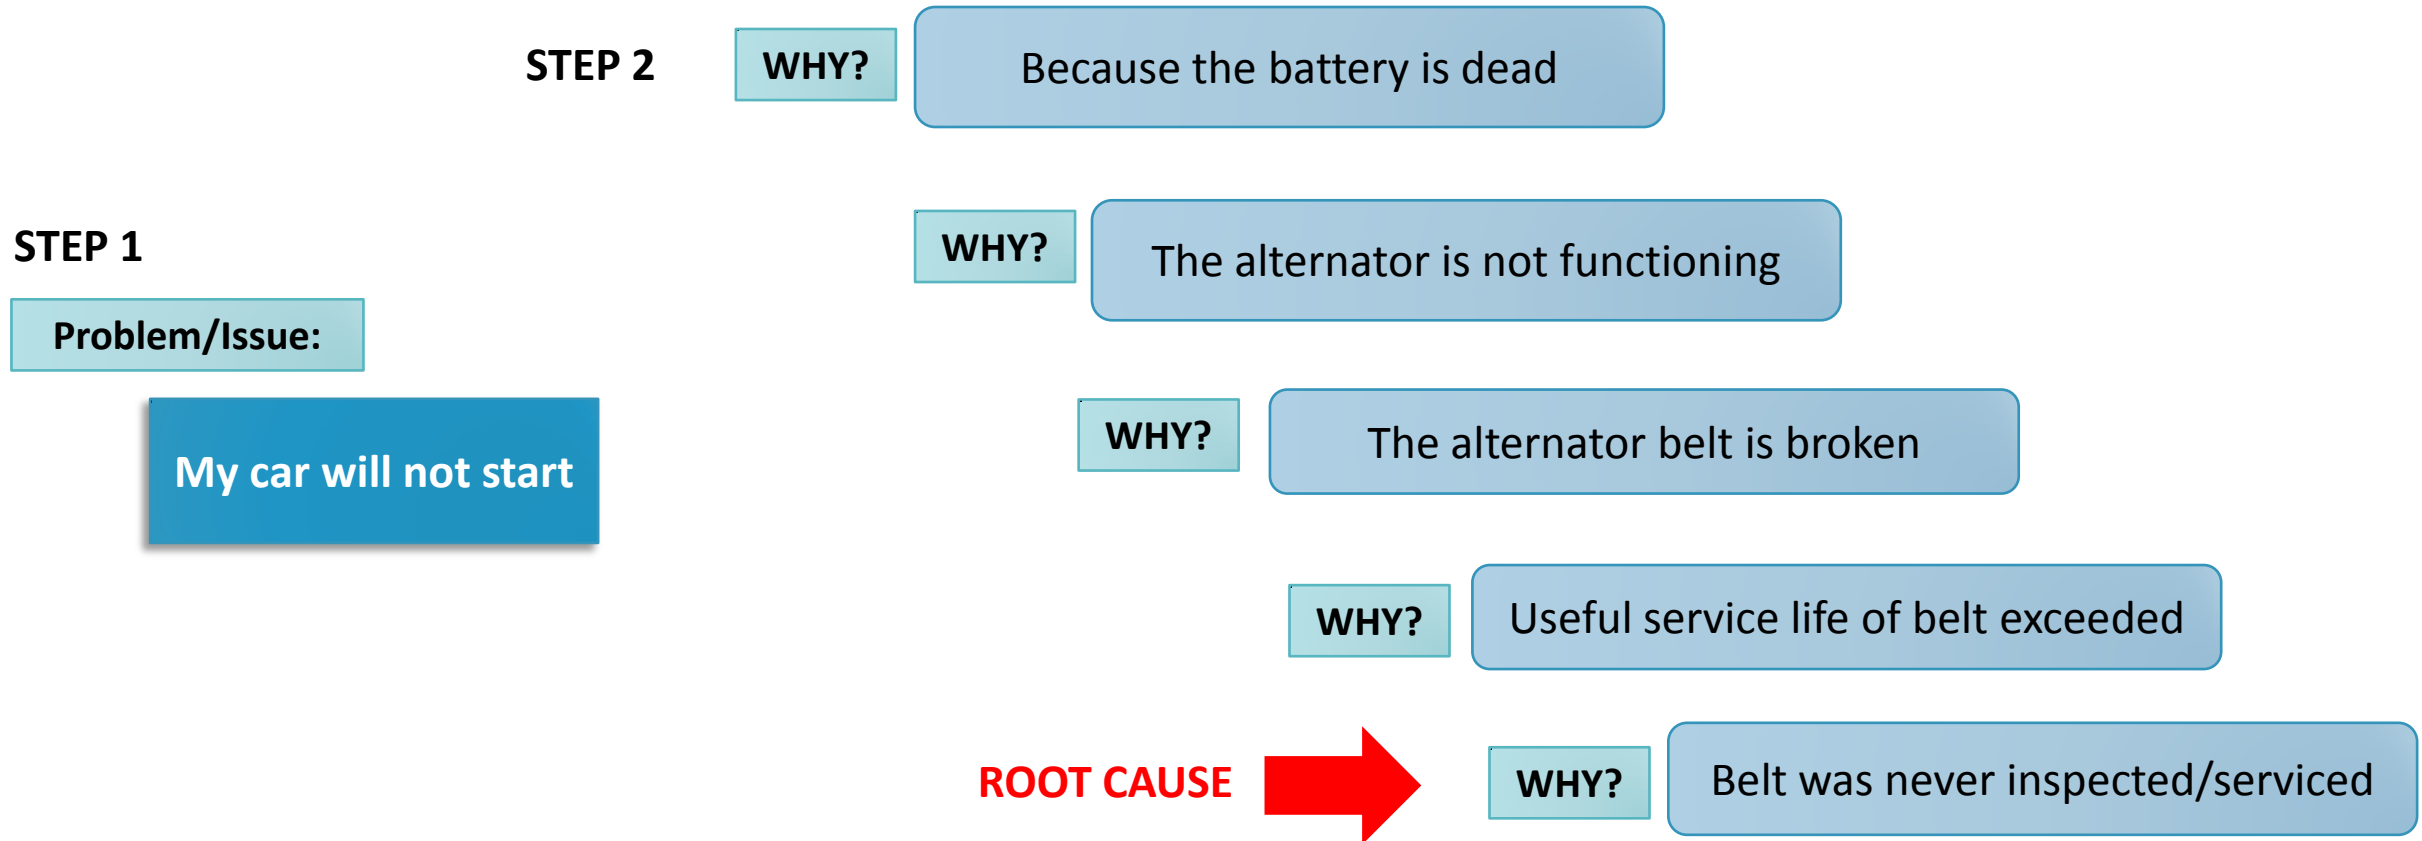 STEP 1
Problem/Issue:
My car will not start
STEP 2
WHY?
Because the battery is dead
WHY?
The alternator is not functioning
WHY?
The alternator belt is broken
WHY?
Useful service life of belt exceeded
ROOT CAUSE
WHY?
Belt was never inspected/serviced